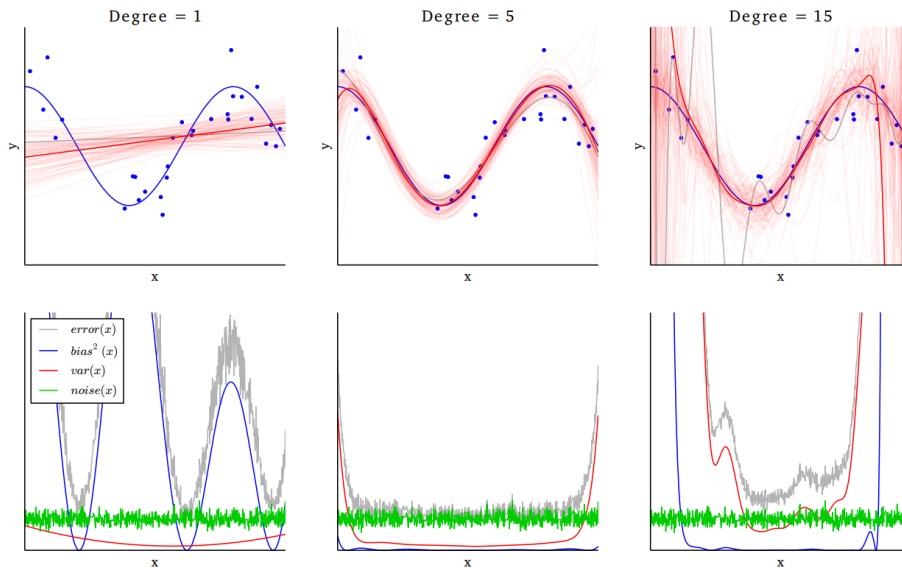 Degree = 1
Degree = 5
Degree = 15
y
y
y
x
x
x
error(x)
bias² (x)
var(x)
noise(x)
x
x
x